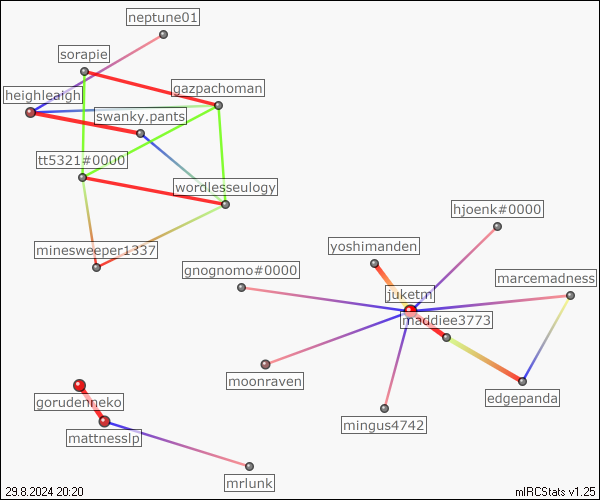 neptune01
sorapie
gazpachoman
heighleaigh
swanky.pants
tt5321#0000
wordlesseulogy
hjoenk#0000
yoshimanden
minesweeper1337
gnognomo#0000
marcemadness
juketm
maddiee3773
moonraven
edgepanda
gorudenneko
mingus4742
mattnesslp
mrlunk
29.8.2024 20:20
mIRCStats v1.25